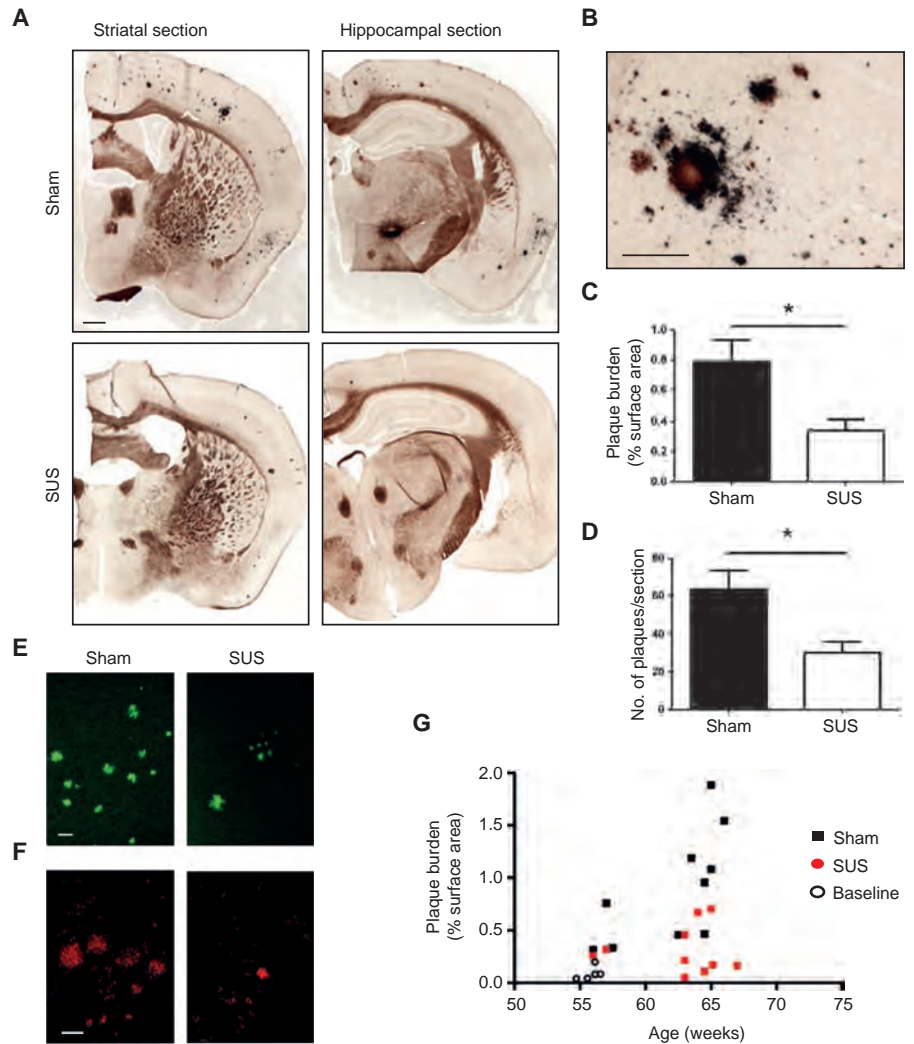 A
Striatal section
Hippocampal section
Sham
SUS
B
C
*
Plaque burden
(% surface area)
1.0
0.8
0.6
0.4
0.2
0.0
Sham
SUS
D
*
No. of plaques/section
80
60
40
20
0
Sham
SUS
E
Sham
SUS
F
G
Plaque burden
(% surface area)
2.0
1.5
1.0
0.5
0.0
50
55
60
65
70
75
Age (weeks)
Sham
SUS
Baseline